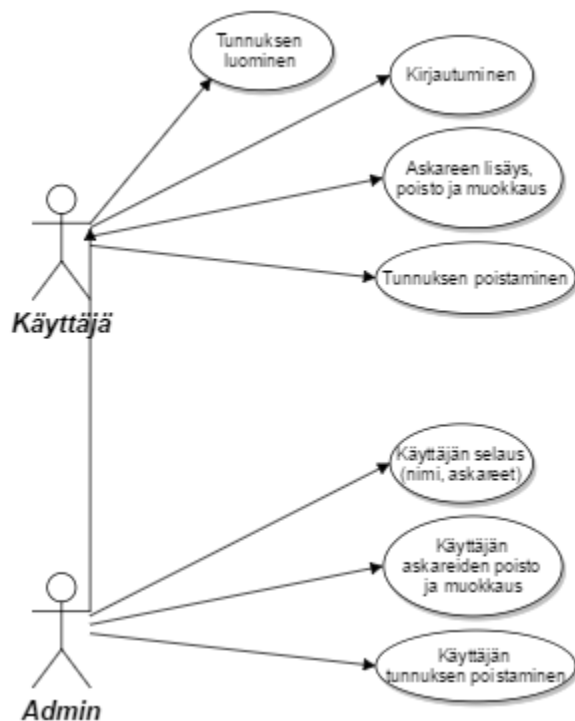 Tunnuksen
luominen
Kirjautuminen
Askareen lisäys,
poisto ja muokkaus
Tunnuksen poistaminen
Käyttäjä
Käyttäjän selaus
(nimi, askareet)
Käyttäjän
askareiden poisto
ja muokkaus
Käyttäjän
tunnuksen poistaminen
Admin